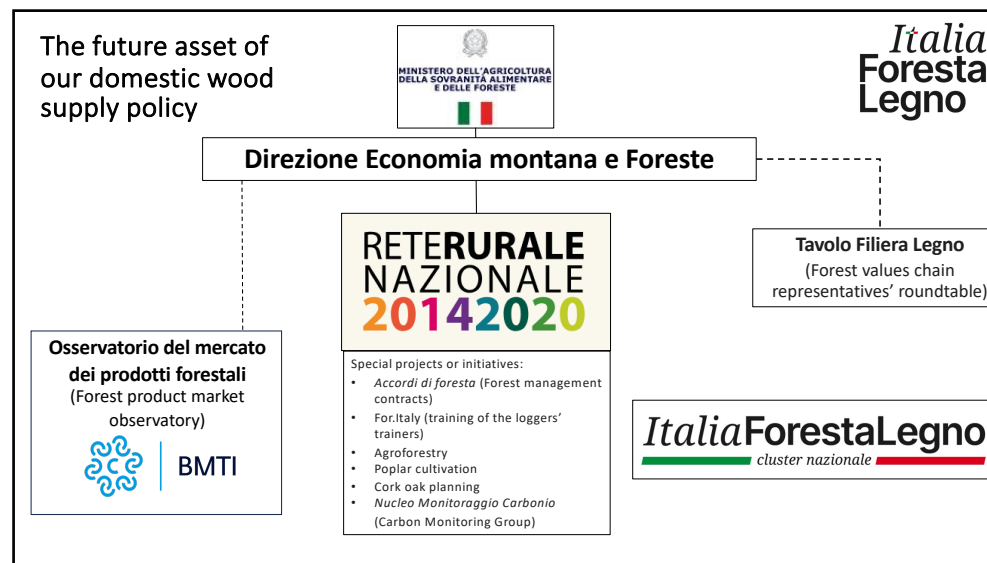 The future asset of
our domestic wood
supply policy
MINISTERO DELL'AGRICOLTURA
DELLA SOVRANITÀ ALIMENTARE
E DELLE FORESTE
Italia
Foresta
Legno
Direzione Economia montana e Foreste
RETERURALE
NAZIONALE
20142020
Tavolo Filiera Legno
(Forest values chain
representatives' roundtable)
Osservatorio del mercato
dei prodotti forestali
(Forest product market
observatory)
BMTI
Special projects or initiatives:
• Accordi di foresta (Forest management
contracts)
• For.Italy (training of the loggers'
trainers)
• Agroforestry
• Poplar cultivation
• Cork oak planning
• Nucleo Monitoraggio Carbonio
(Carbon Monitoring Group)
ItaliaForestaLegno
cluster nazionale